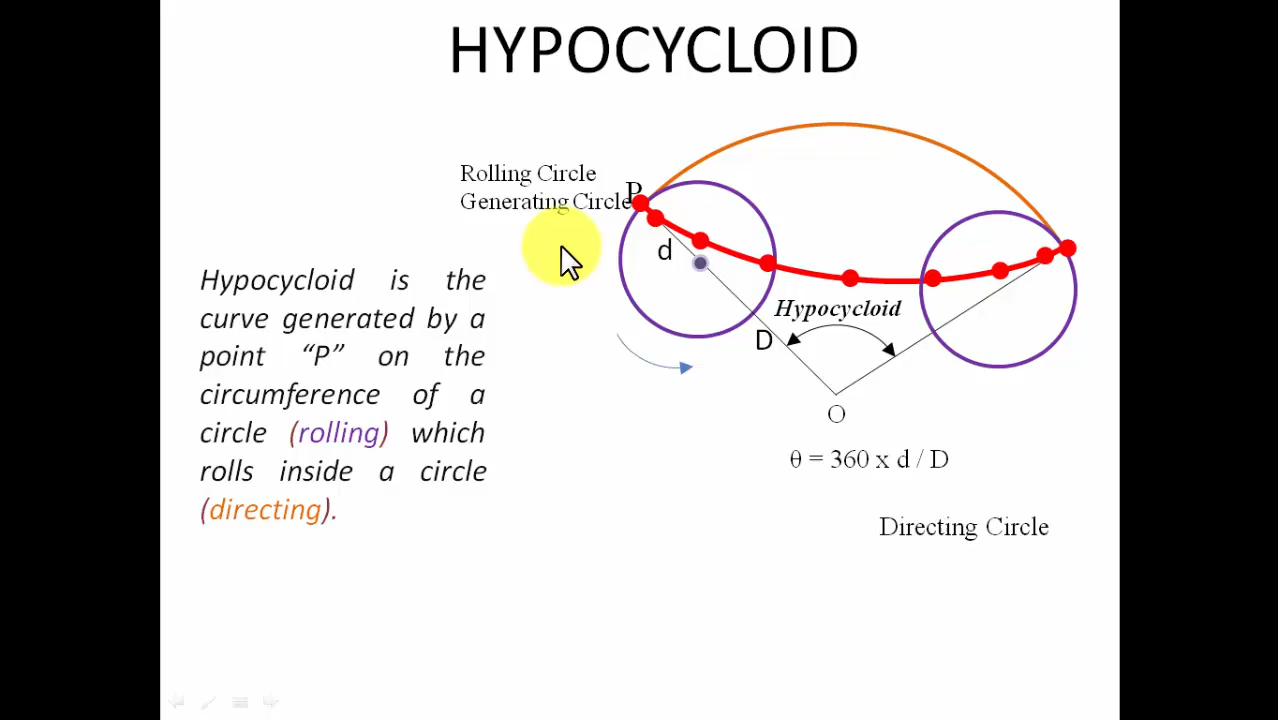 HYPOCYCLOID
Rolling Circle
Generating Circle
P
d
Hypocycloid is the
curve generated by a
point “P” on the
circumference of a
circle (rolling) which
rolls inside a circle
(directing).
Hypocycloid
D
O
θ = 360 x d / D
Directing Circle